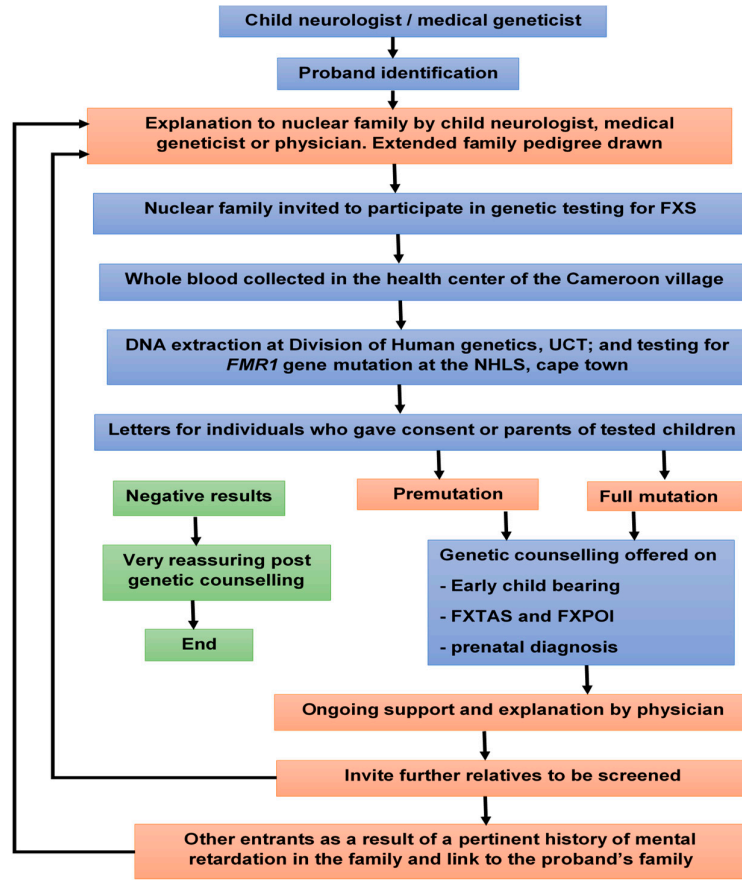 Child neurologist / medical geneticist
Proband identification
Explanation to nuclear family by child neurologist, medical
geneticist or physician. Extended family pedigree drawn
Nuclear family invited to participate in genetic testing for FXS
Whole blood collected in the health center of the Cameroon village
DNA extraction at Division of Human genetics, UCT; and testing for
FMR1 gene mutation at the NHLS, cape town
Letters for individuals who gave consent or parents of tested children
Negative results
Very reassuring post
genetic counselling
End
Premutation
Full mutation
Genetic counselling offered on
- Early child bearing
- FXTAS and FXPOI
- prenatal diagnosis
Ongoing support and explanation by physician
Invite further relatives to be screened
Other entrants as a result of a pertinent history of mental
retardation in the family and link to the proband's family